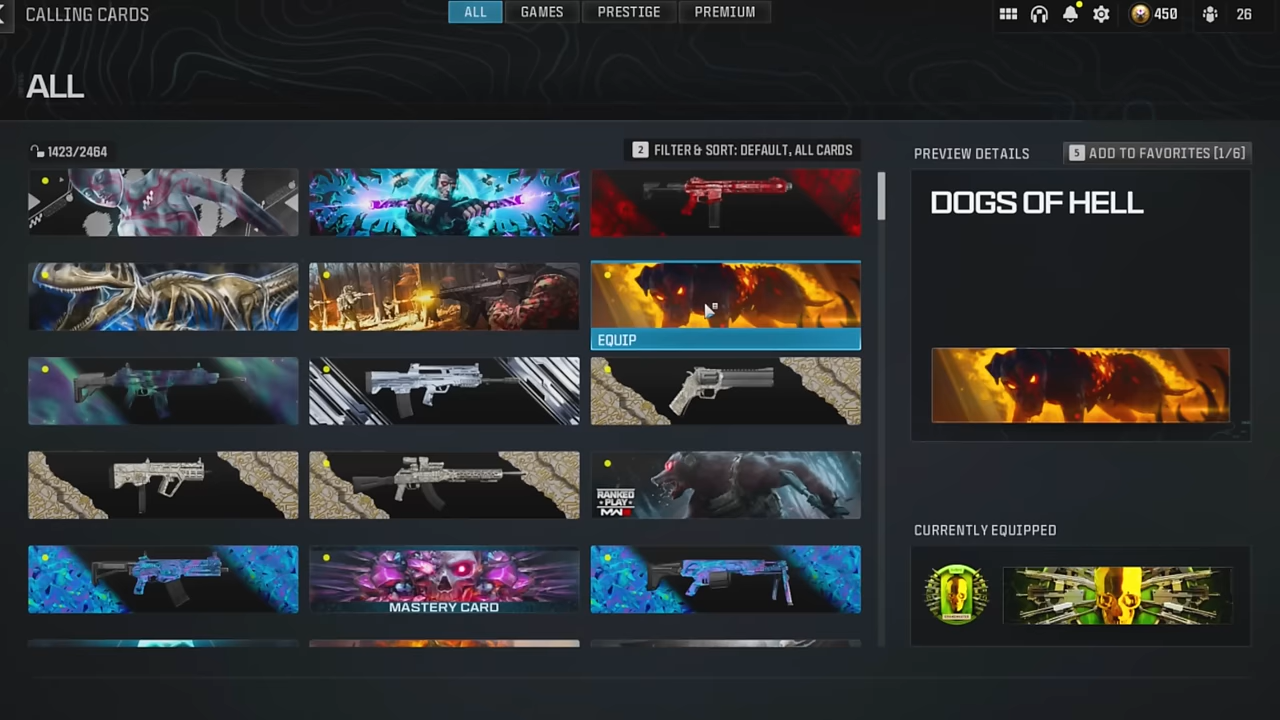 CALLING CARDS
ALL
GAMES
PRESTIGE
PREMIUM
450
26
ALL
1423/2464
2 FILTER & SORT: DEFAULT, ALL CARDS
PREVIEW DETAILS
5 ADD TO FAVORITES [1/6]
DOGS OF HELL
EQUIP
RANKED
PLAY
MASTERY CARD
CURRENTLY EQUIPPED